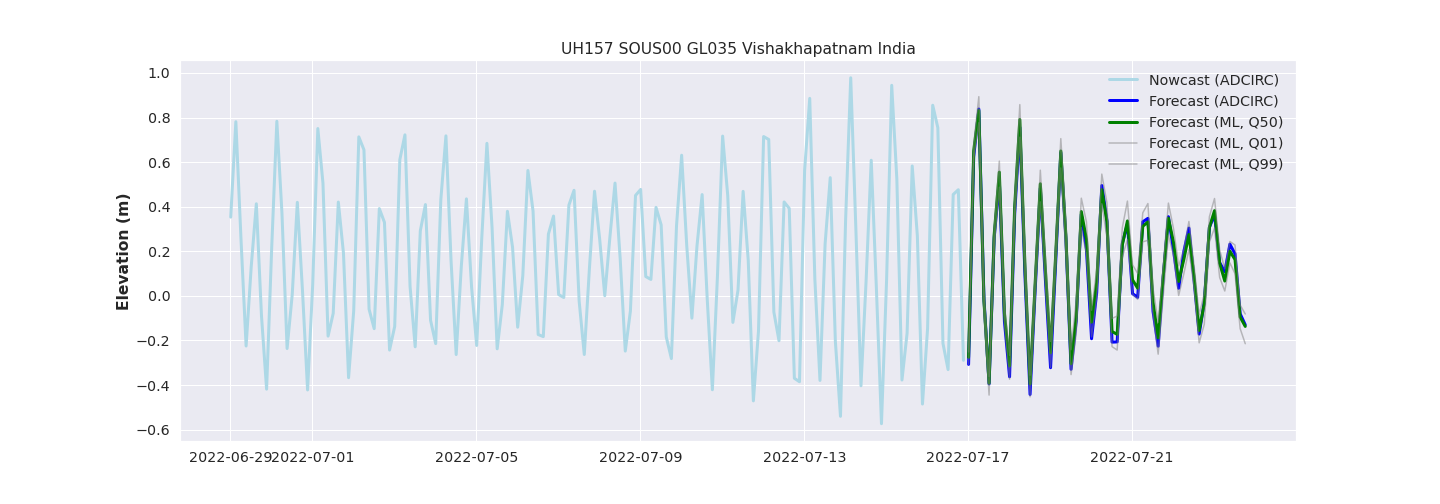 UH157 SOUS00 GL035 Vishakhapatnam India
Nowcast (ADCIRC)
Forecast (ADCIRC)
Forecast (ML, Q50)
Forecast (ML, Q01)
Forecast (ML, Q99)
Elevation (m)
1.0
0.8
0.6
0.4
0.2
0.0
−0.2
−0.4
−0.6
2022-06-29 2022-07-01 2022-07-05 2022-07-09 2022-07-13 2022-07-17 2022-07-21